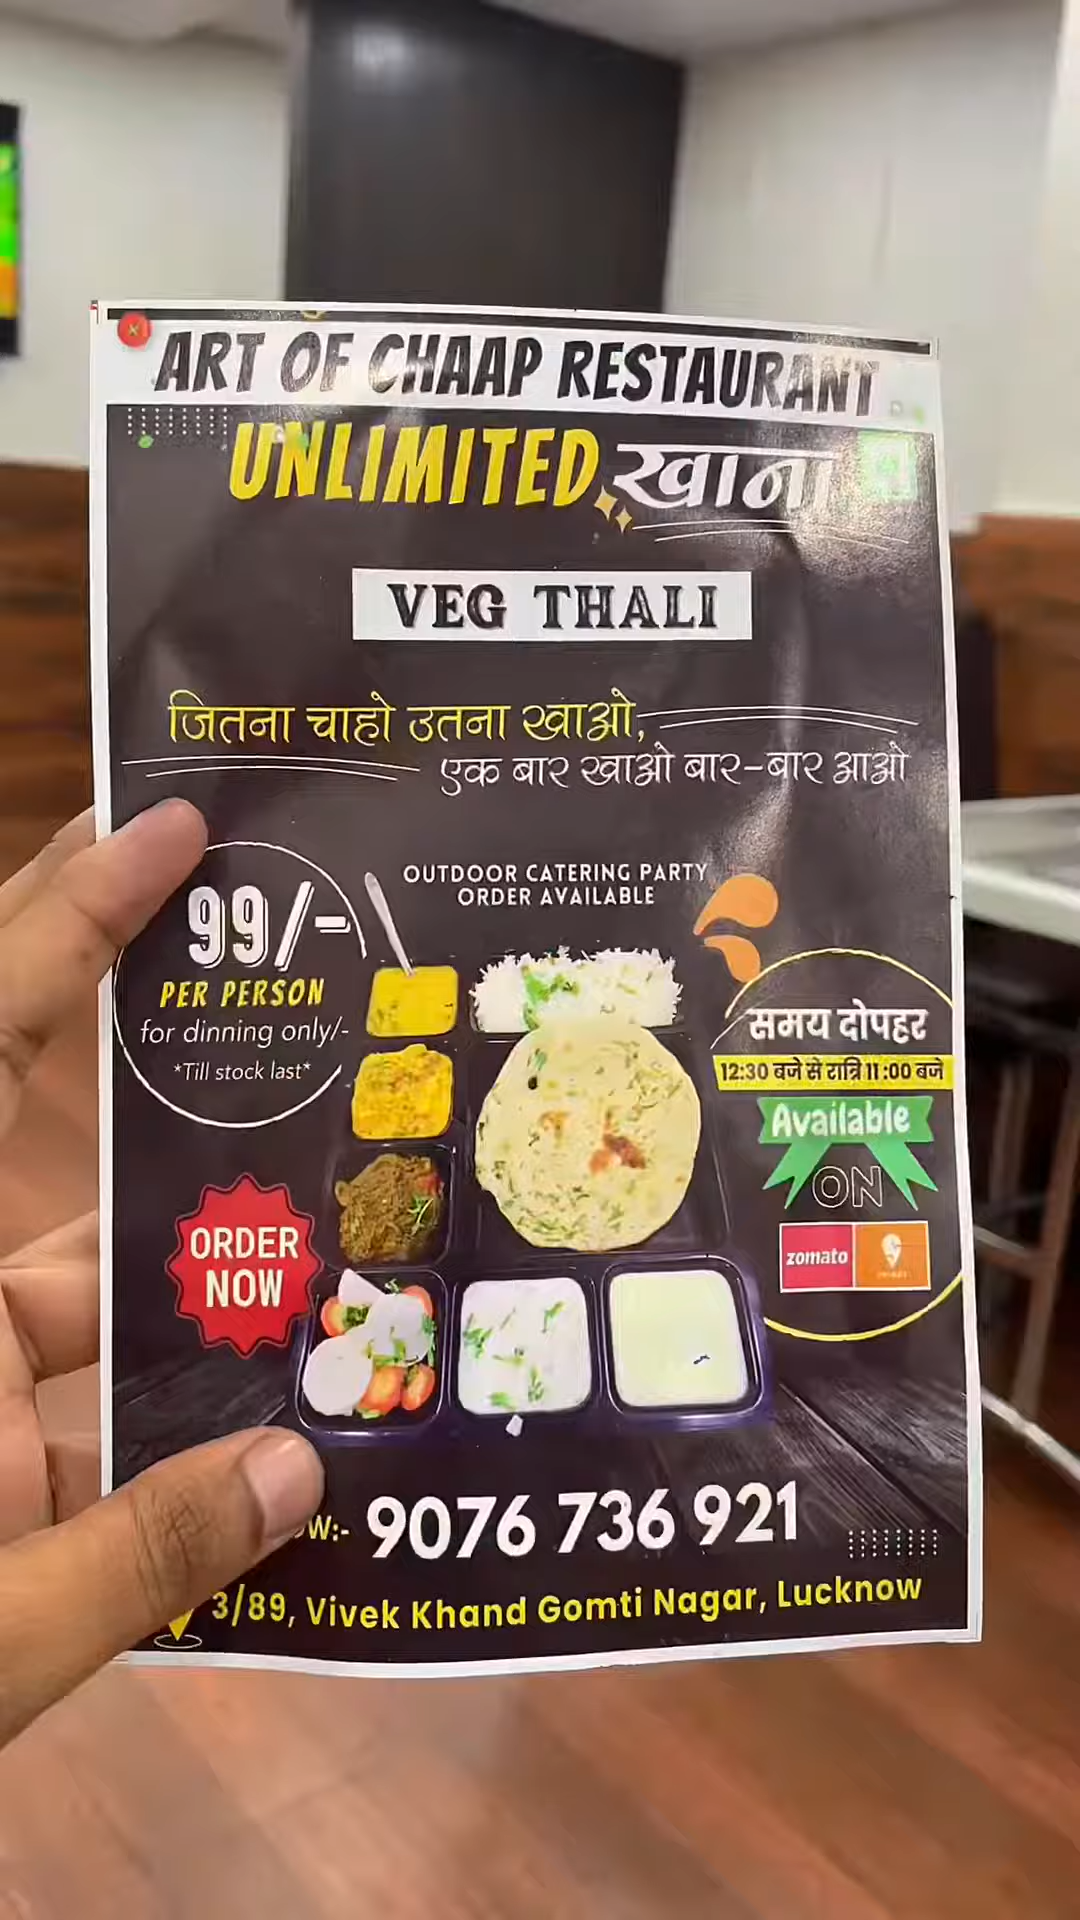 ART OF CHAAP RESTAURANT
UNLIMITED खाना
VEG THALI
जितना चाहो उतना खाओ,
एक बार खाओ बार-बार आओ
OUTDOOR CATERING PARTY
ORDER AVAILABLE
99/-
PER PERSON
for dinning only/-
*Till stock last*
समय दोपहर
12:30 बजे से रात्रि 11:00 बजे
Available
ON
zomato
ORDER
NOW
9076 736 921
3/89, Vivek Khand Gomti Nagar, Lucknow